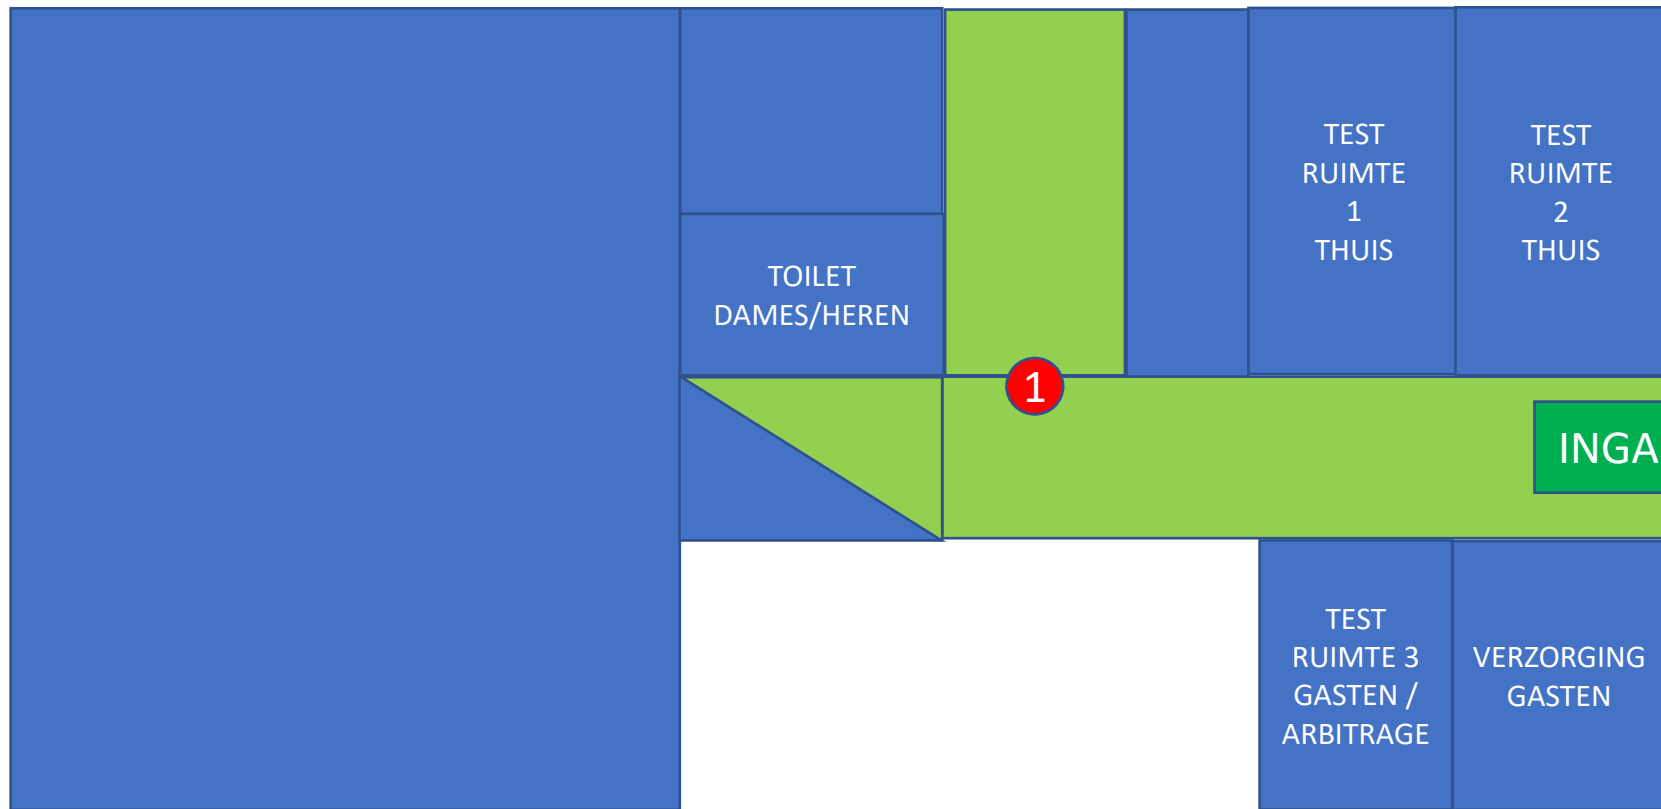 TEST
RUIMTE
1
THUIS
TEST
RUIMTE
2
THUIS
TOILET
DAMES/HEREN
1
INGA
TEST
RUIMTE 3
GASTEN /
ARBITRAGE
VERZORGING
GASTEN